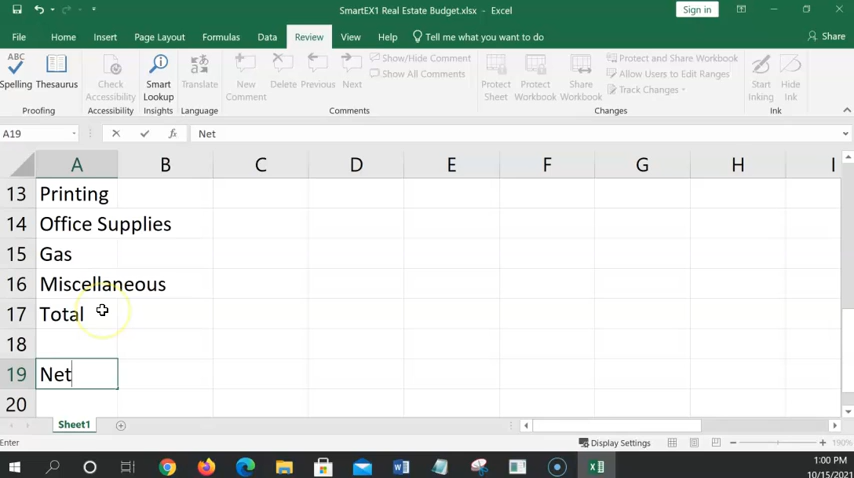 SmartEX1 Real Estate Budget.xlsx - Excel
Sign in
File Home Insert Page Layout Formulas Data Review View Help Tell me what you want to do Share
ABC
Spelling Thesaurus
Proofing
Check Accessibility
Accessibility
Smart Lookup
Insights
Translate
Language
New Comment
Delete Previous Next
Show/Hide Comment
Show All Comments
Comments
Protect Sheet
Protect Workbook
Share Workbook
Protect and Share Workbook
Allow Users to Edit Ranges
Track Changes
Changes
Start Inking
Hide Ink
Ink
A19 fx Net
A B C D E F G H I
13 Printing
14 Office Supplies
15 Gas
16 Miscellaneous
17 Total
18
19 Net
20
Sheet1
Enter Display Settings 190%
1:00 PM
10/15/2021